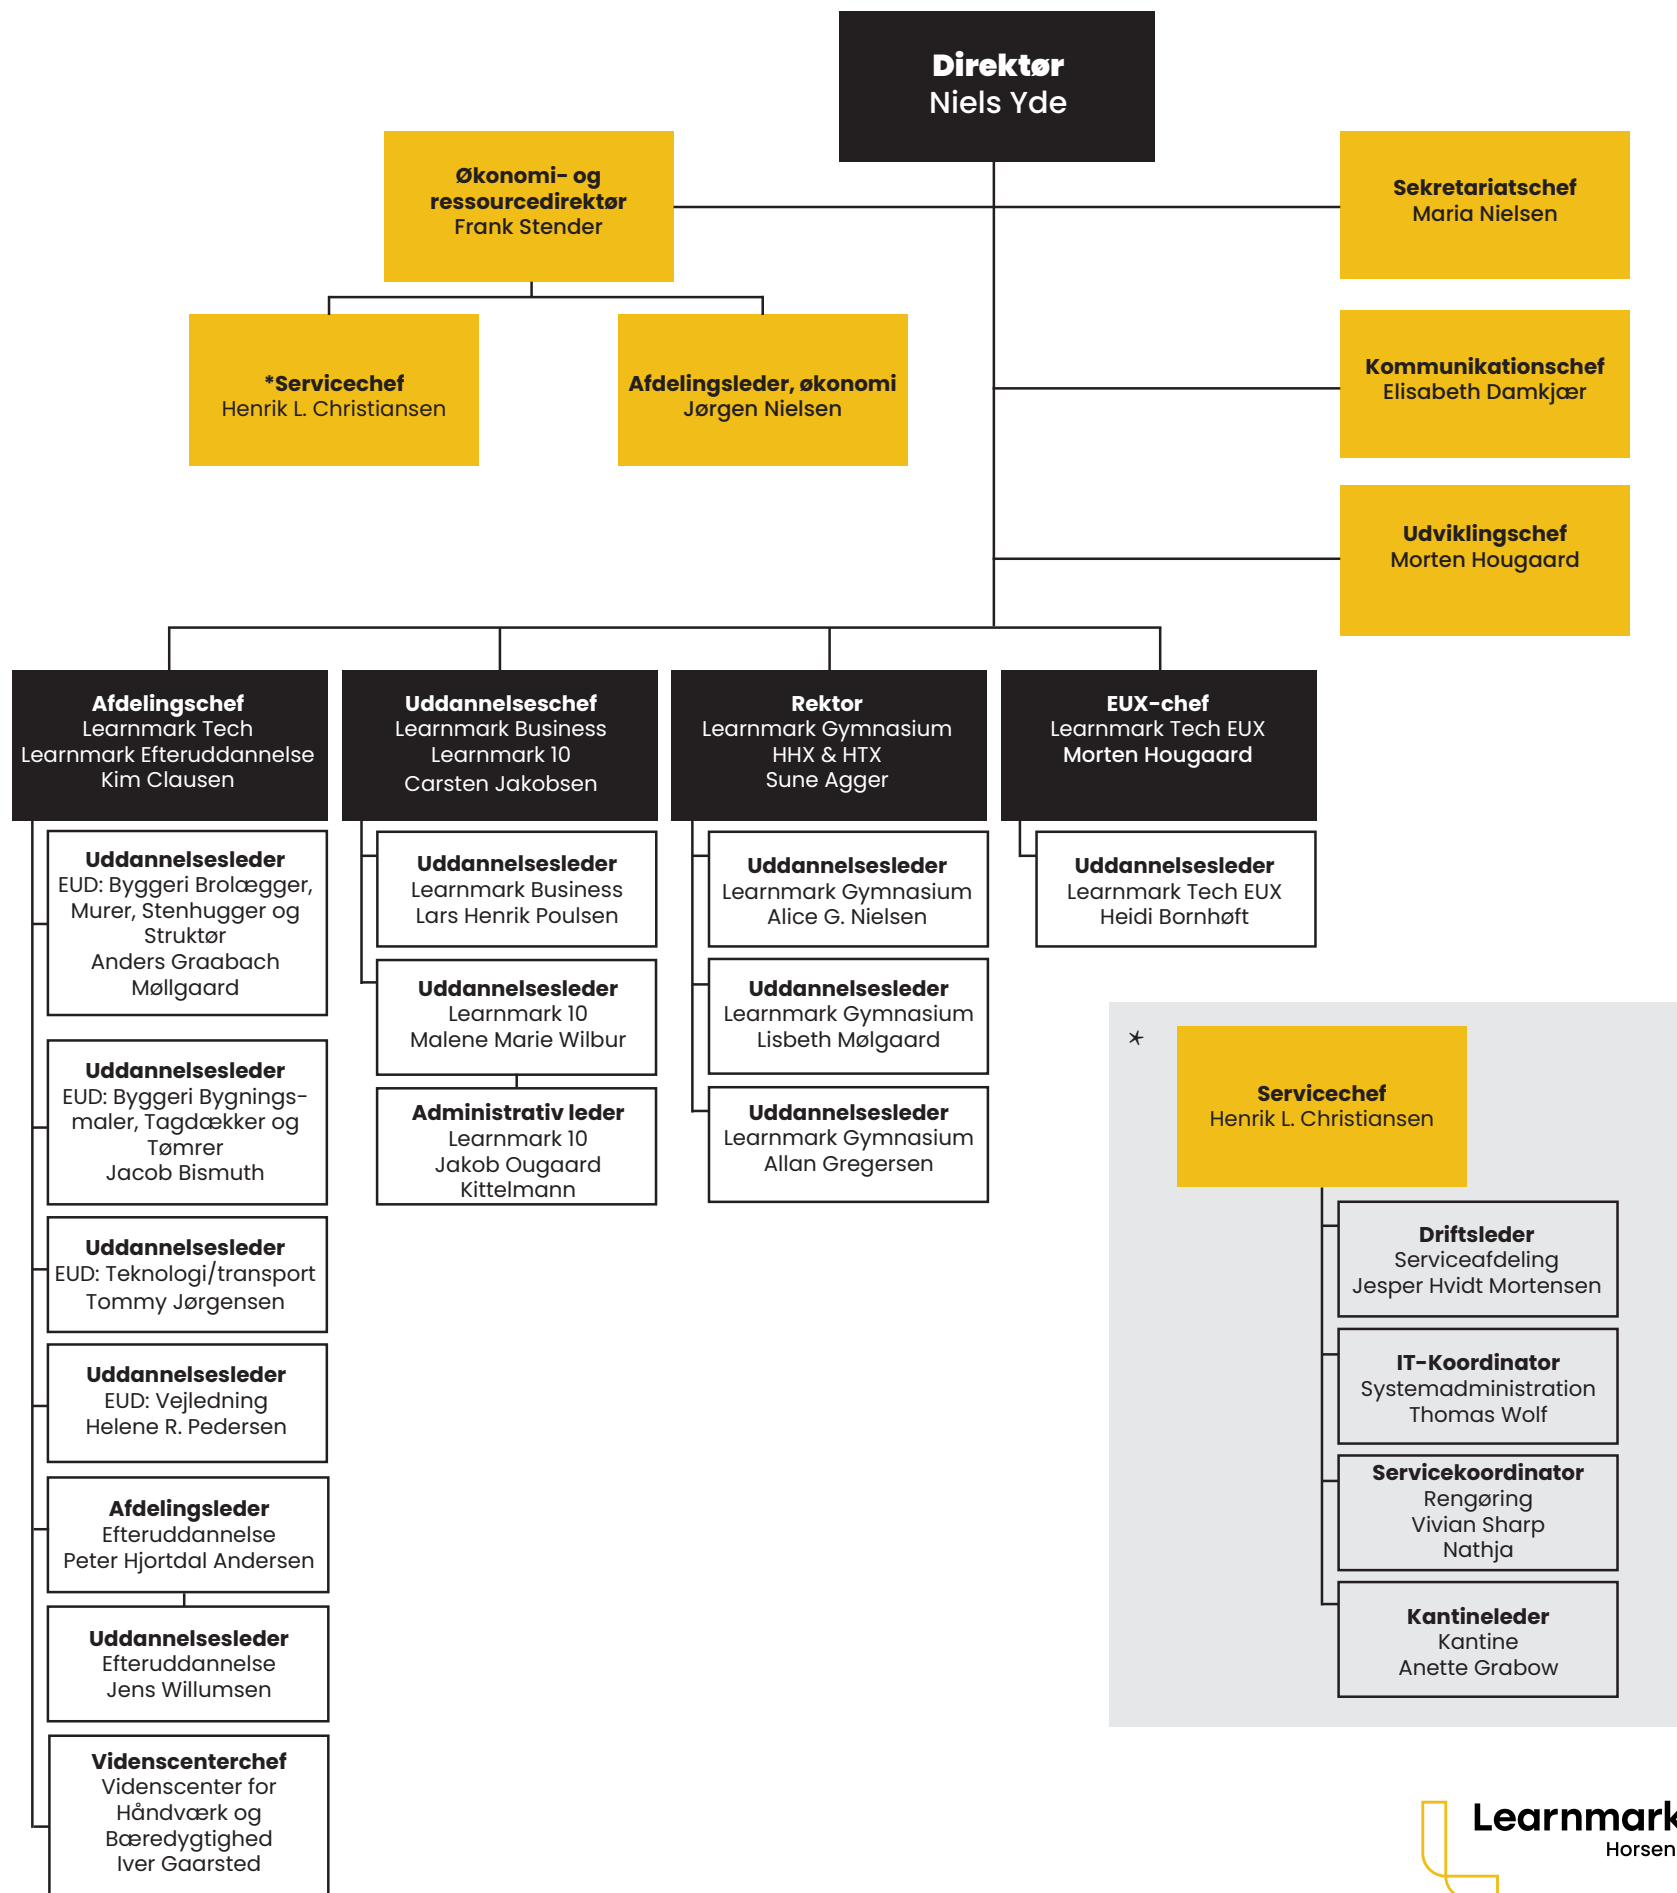 Direktør
Niels Yde
Økonomi- og
ressourcedirektør
Frank Stender
Sekretariatschef
Maria Nielsen
*Servicechef
Henrik L. Christiansen
Afdelingsleder, økonomi
Jørgen Nielsen
Kommunikationschef
Elisabeth Damkjær
Udviklingschef
Morten Hougaard
Afdelingschef
Learnmark Tech
Learnmark Efteruddannelse
Kim Clausen
Uddannelseschef
Learnmark Business
Learnmark 10
Carsten Jakobsen
Rektor
Learnmark Gymnasium
HHX & HTX
Sune Agger
EUX-chef
Learnmark Tech EUX
Morten Hougaard
Uddannelsesleder
EUD: Byggeri Brolægger,
Murer, Stenhugger og
Struktør
Anders Graabach
Møllgaard
Uddannelsesleder
EUD: Byggeri Bygnings-
maler, Tagdækker og
Tømrer
Jacob Bismuth
Uddannelsesleder
EUD: Teknologi/transport
Tommy Jørgensen
Uddannelsesleder
EUD: Vejledning
Helene R. Pedersen
Afdelingsleder
Efteruddannelse
Peter Hjortdal Andersen
Uddannelsesleder
Efteruddannelse
Jens Willumsen
Videnscenterchef
Videnscenter for
Håndværk og
Bæredygtighed
Iver Gaarsted
Uddannelsesleder
Learnmark Business
Lars Henrik Poulsen
Uddannelsesleder
Learnmark 10
Malene Marie Wilbur
Administrativ leder
Learnmark 10
Jakob Ougaard
Kittelmann
Uddannelsesleder
Learnmark Gymnasium
Alice G. Nielsen
Uddannelsesleder
Learnmark Gymnasium
Lisbeth Mølgaard
Uddannelsesleder
Learnmark Gymnasium
Allan Gregersen
Uddannelsesleder
Learnmark Tech EUX
Heidi Bornhøft
*
Servicechef
Henrik L. Christiansen
Driftsleder
Serviceafdeling
Jesper Hvidt Mortensen
IT-Koordinator
Systemadministration
Thomas Wolf
Servicekoordinator
Rengøring
Vivian Sharp
Nathja
Kantineleder
Kantine
Anette Grabow
Learnmark
Horsen